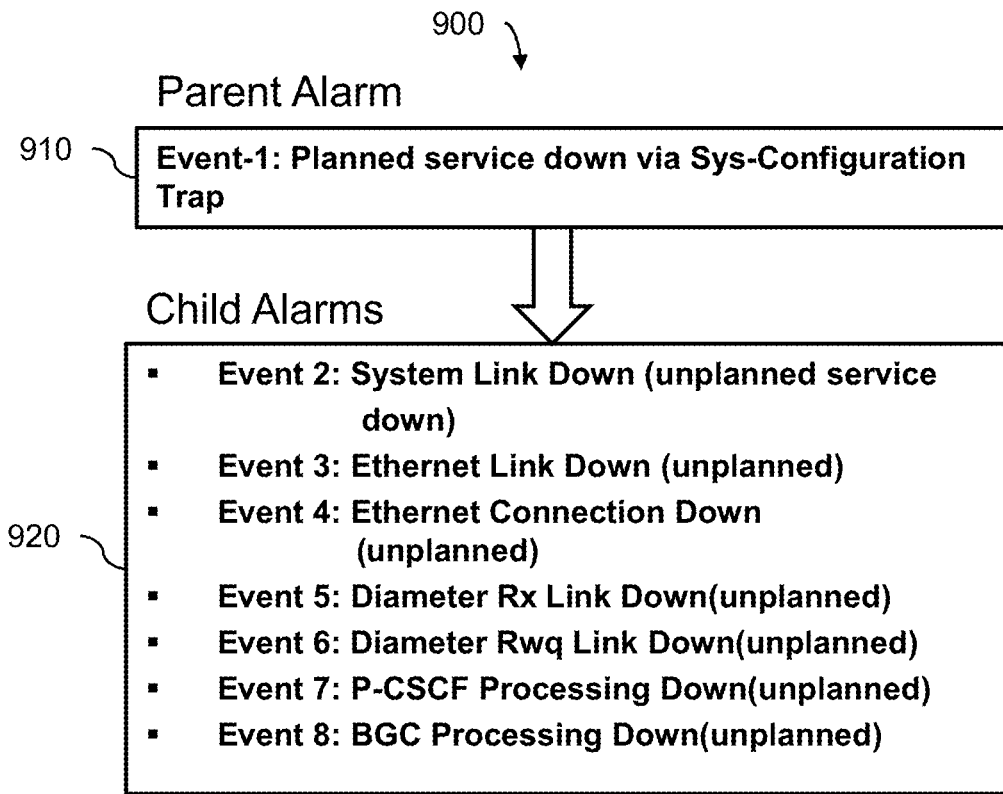 900
Parent Alarm
910
Event-1: Planned service down via Sys-Configuration
Trap
Child Alarms
920
▪ Event 2: System Link Down (unplanned service
down)
▪ Event 3: Ethernet Link Down (unplanned)
▪ Event 4: Ethernet Connection Down
(unplanned)
▪ Event 5: Diameter Rx Link Down(unplanned)
▪ Event 6: Diameter Rwq Link Down(unplanned)
▪ Event 7: P-CSCF Processing Down(unplanned)
▪ Event 8: BGC Processing Down(unplanned)